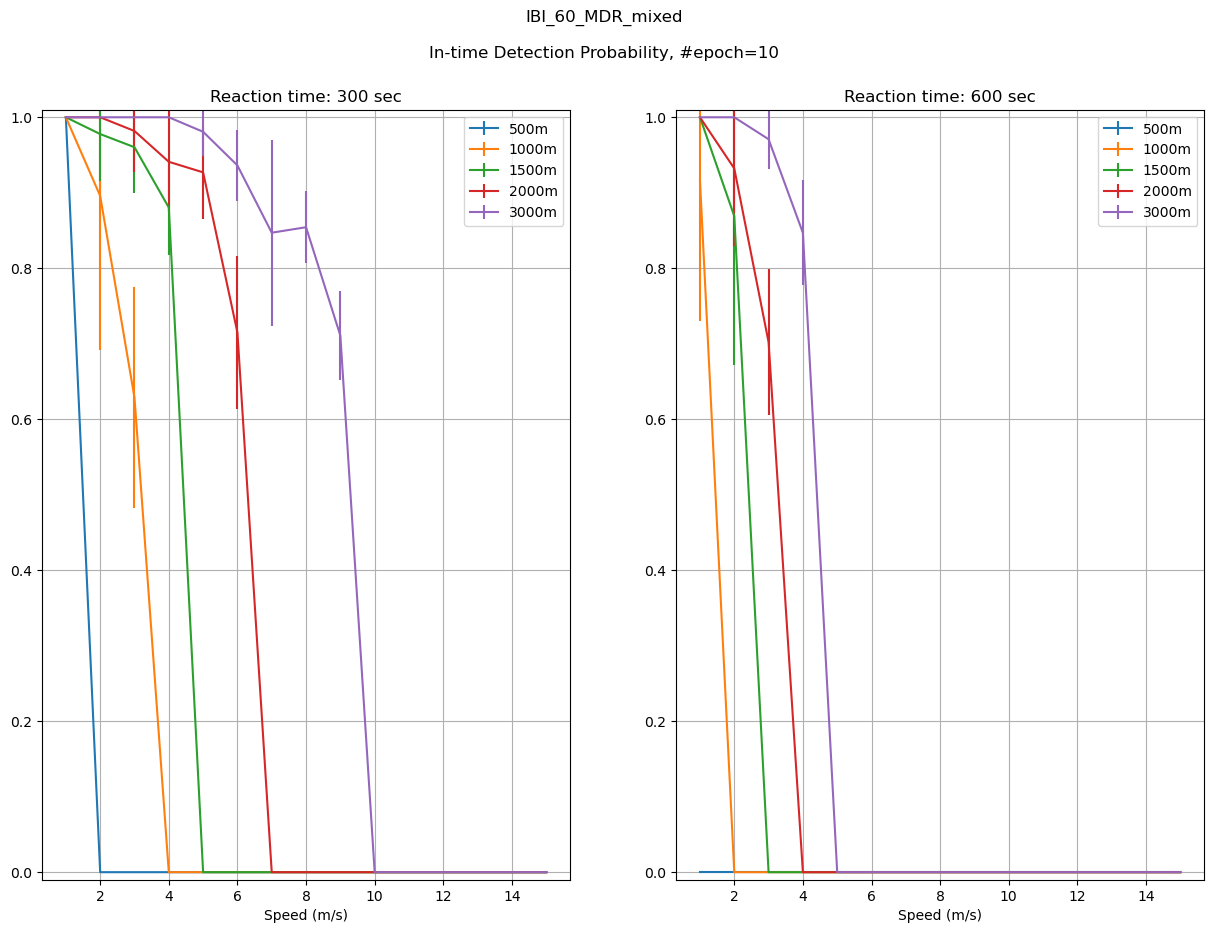 IBI_60_MDR_mixed
In-time Detection Probability, #epoch=10
Reaction time: 300 sec
1.0
0.8
0.6
0.4
0.2
0.0
2
4
6
8
10
12
14
Speed (m/s)
500m
1000m
1500m
2000m
3000m
Reaction time: 600 sec
1.0
0.8
0.6
0.4
0.2
0.0
2
4
6
8
10
12
14
Speed (m/s)
500m
1000m
1500m
2000m
3000m